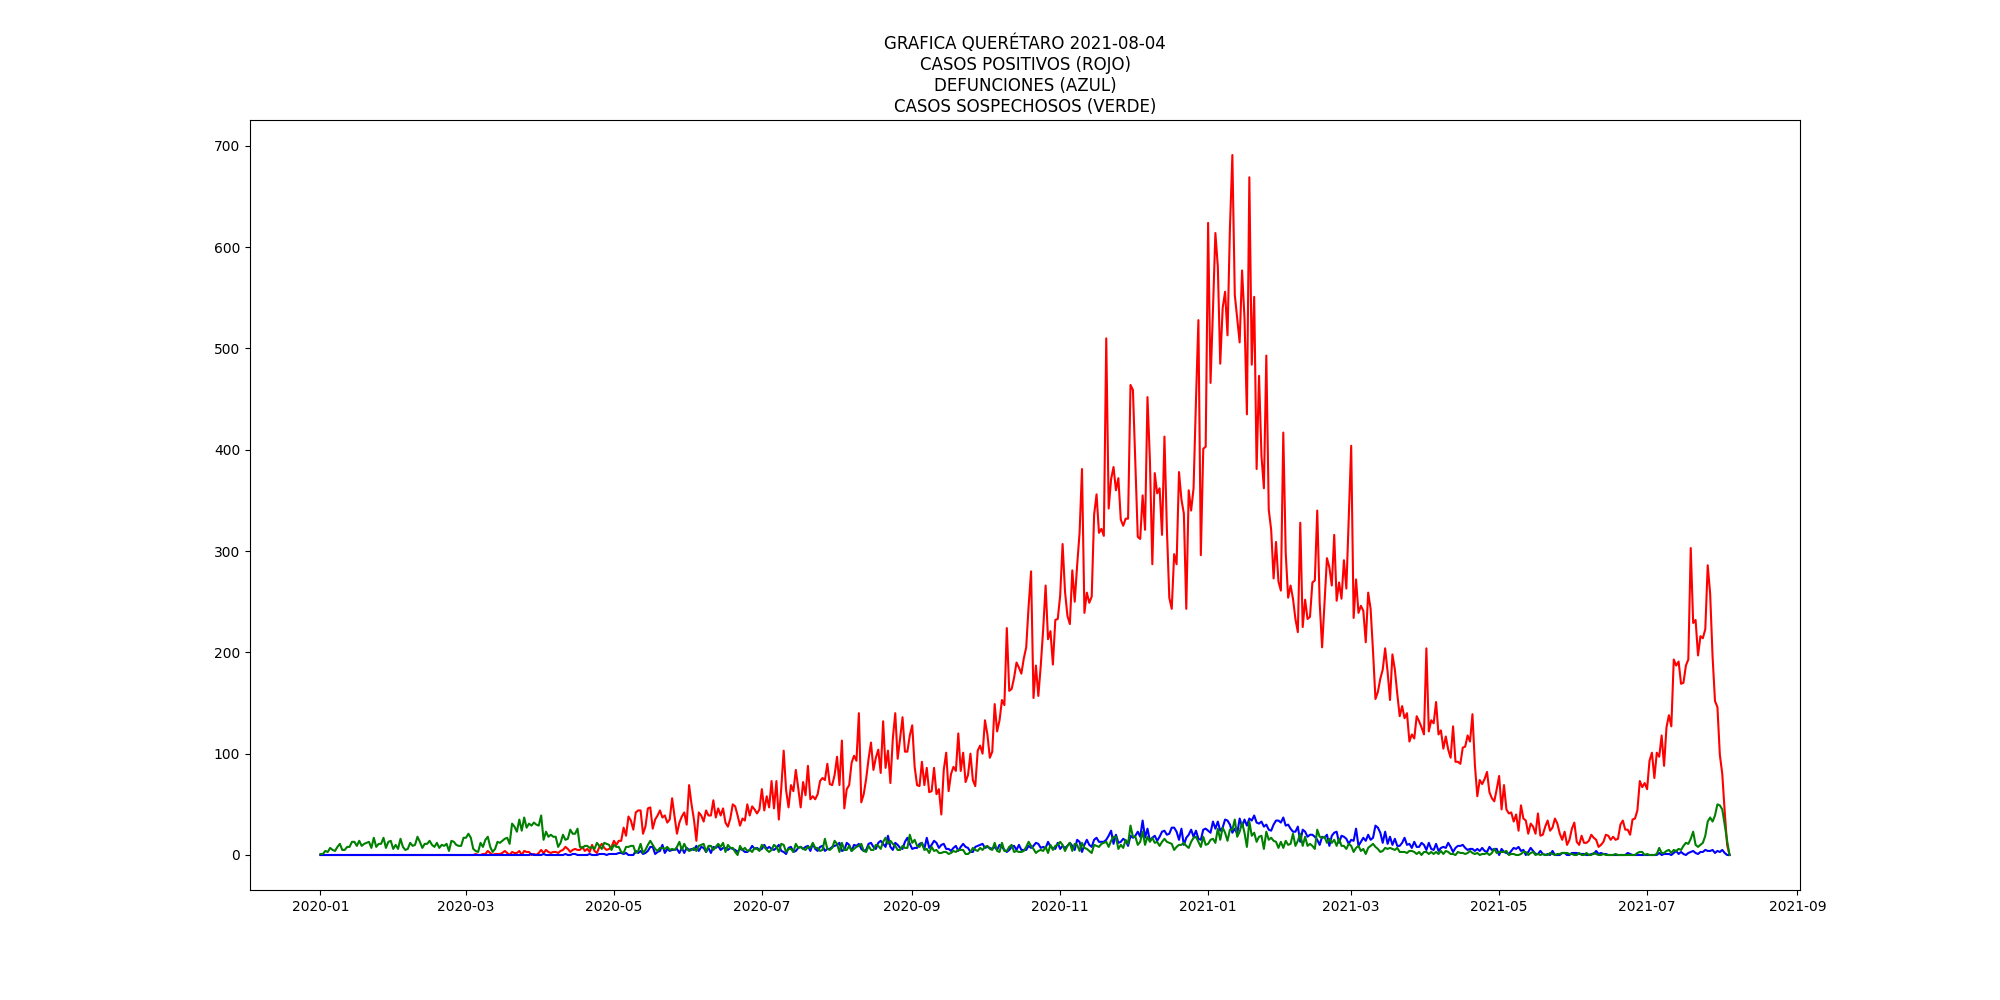 GRAFICA QUERÉTARO 2021-08-04
CASOS POSITIVOS (ROJO)
DEFUNCIONES (AZUL)
CASOS SOSPECHOSOS (VERDE)
700
600
500
400
300
200
100
0
2020-01 2020-03 2020-05 2020-07 2020-09 2020-11 2021-01 2021-03 2021-05 2021-07 2021-09